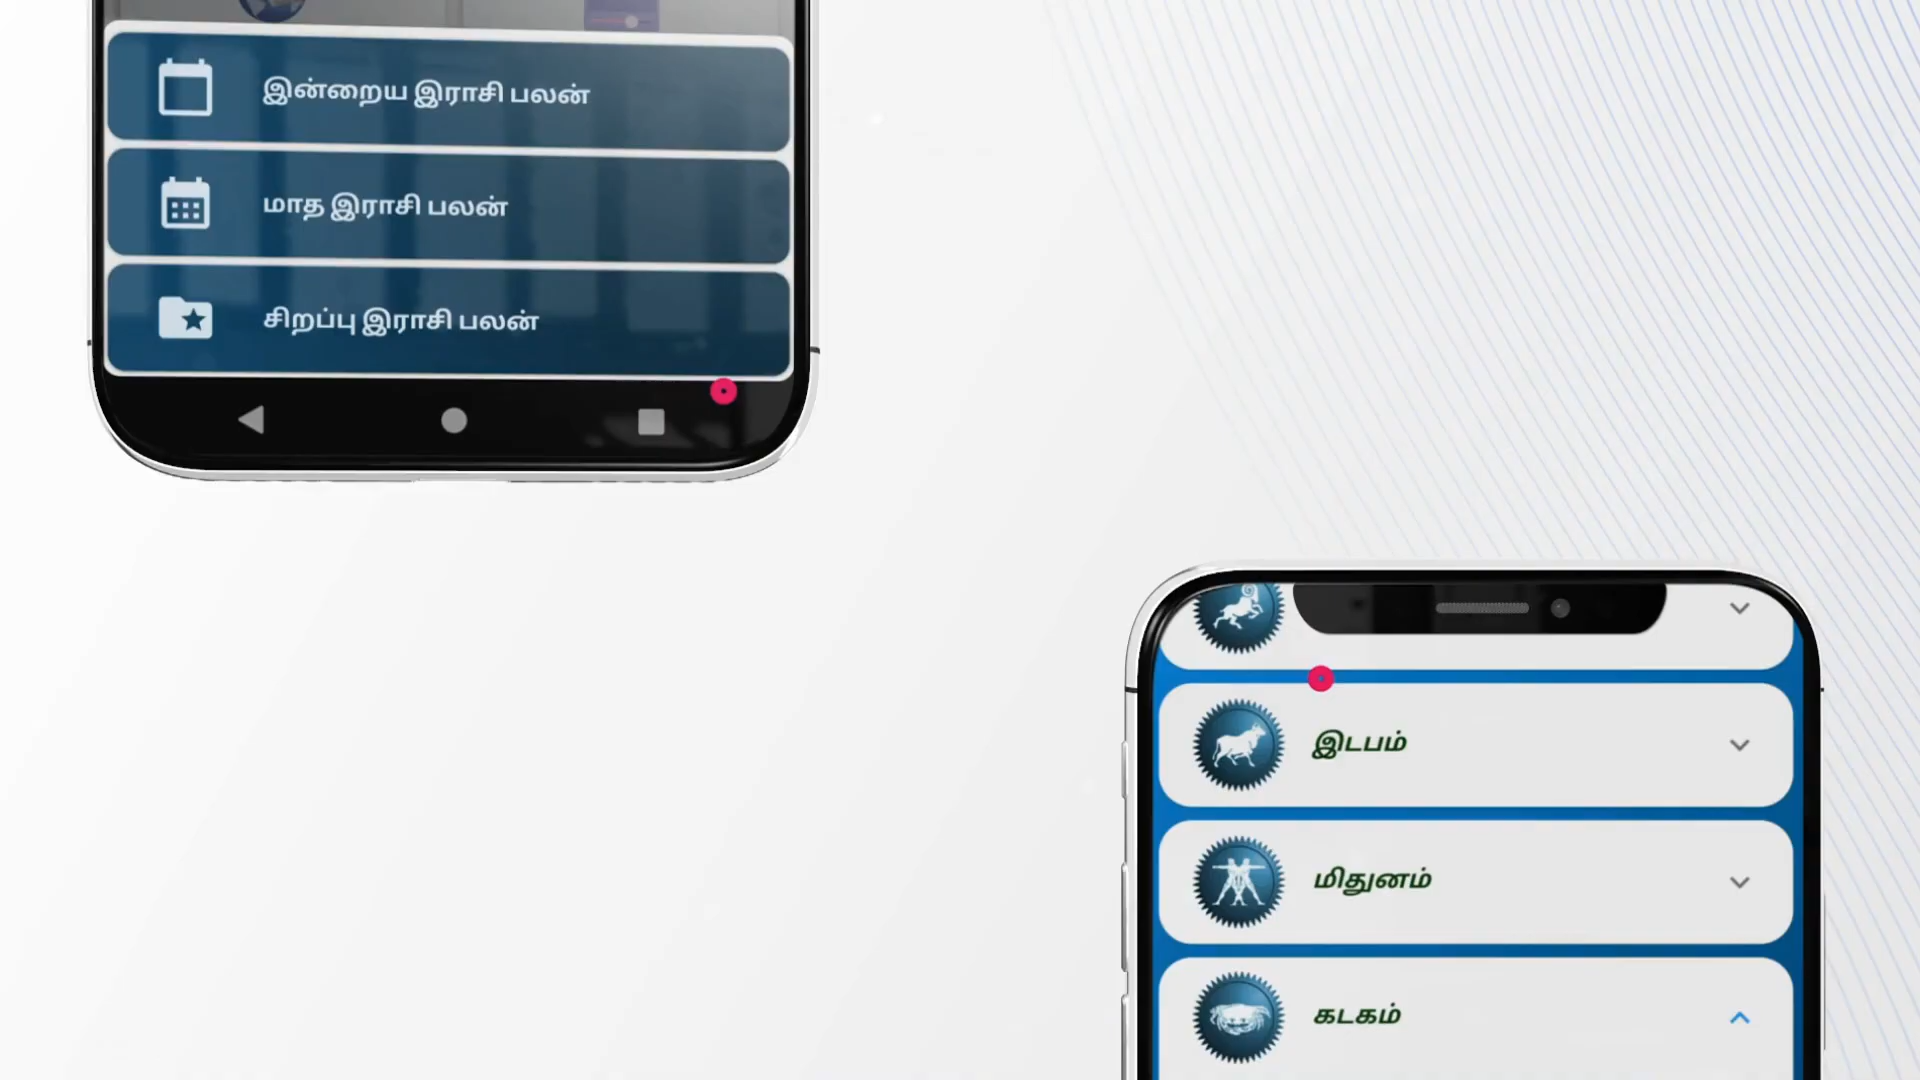 இன்றைய இராசி பலன்
மாத இராசி பலன்
சிறப்பு இராசி பலன்
இடபம்
மிதுனம்
கடகம்